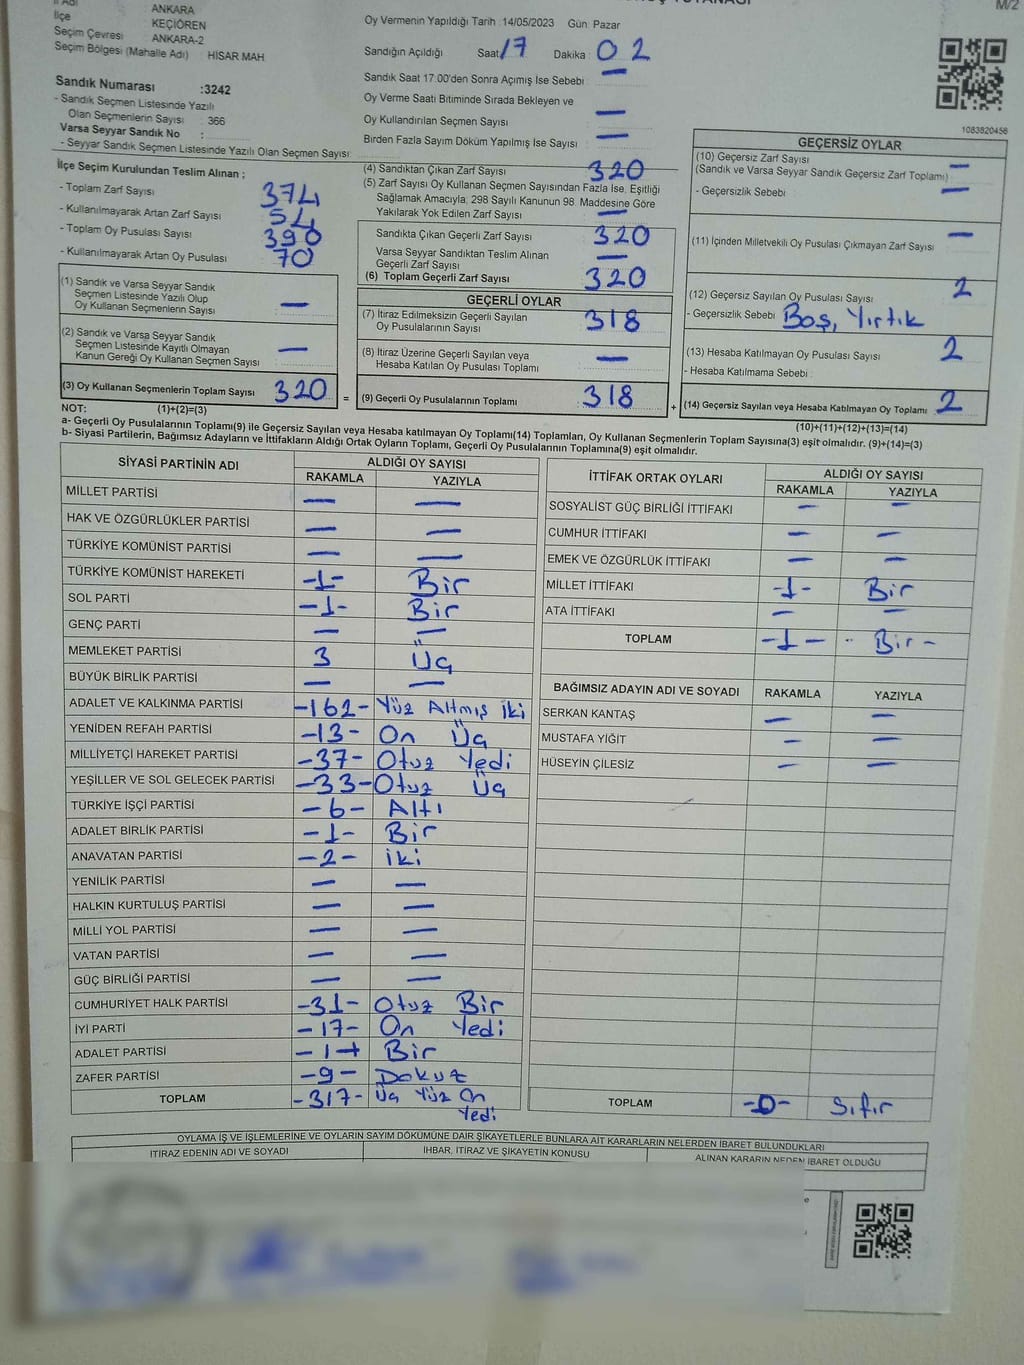 M/2
ANKARA
İlçe KEÇİÖREN
Seçim Çevresi ANKARA-2
Seçim Bölgesi (Mahalle Adı) HİSAR MAH
Sandık Numarası :3242
- Sandık Seçmen Listesinde Yazılı
Olan Seçmenlerin Sayısı : 366
Varsa Seyyar Sandık No :
- Seyyar Sandık Seçmen Listesinde Yazılı Olan Seçmen Sayısı:
Oy Vermenin Yapıldığı Tarih : 14/05/2023 Gün: Pazar
Sandığın Açıldığı Saat 17 Dakika : 02
Sandık Saat 17:00'den Sonra Açımış İse Sebebi —
Oy Verme Saati Bitiminde Sırada Bekleyen ve
Oy Kullandırılan Seçmen Sayısı —
Birden Fazla Sayım Döküm Yapılmış İse Sayısı —
1083820458
İlçe Seçim Kurulundan Teslim Alınan ;
- Toplam Zarf Sayısı 374
- Kullanılmayarak Artan Zarf Sayısı 54
- Toplam Oy Pusulası Sayısı 390
- Kullanılmayarak Artan Oy Pusulası 70
(1) Sandık ve Varsa Seyyar Sandık
Seçmen Listesinde Yazılı Olup
Oy Kullanan Seçmenlerin Sayısı —
(2) Sandık ve Varsa Seyyar Sandık
Seçmen Listesinde Kayıtlı Olmayan
Kanun Gereği Oy Kullanan Seçmen Sayısı —
(3) Oy Kullanan Seçmenlerin Toplam Sayısı 320
(1)+(2)=(3)
(4) Sandıktan Çıkan Zarf Sayısı 320
(5) Zarf Sayısı Oy Kullanan Seçmen Sayısından Fazla İse, Eşitliği
Sağlamak Amacıyla, 298 Sayılı Kanunun 98. Maddesine Göre
Yakılarak Yok Edilen Zarf Sayısı —
Sandıkta Çıkan Geçerli Zarf Sayısı 320
Varsa Seyyar Sandıktan Teslim Alınan
Geçerli Zarf Sayısı —
(6) Toplam Geçerli Zarf Sayısı 320
GEÇERLİ OYLAR
(7) İtiraz Edilmeksizin Geçerli Sayılan
Oy Pusulalarının Sayısı 318
(8) İtiraz Üzerine Geçerli Sayılan veya
Hesaba Katılan Oy Pusulası Toplamı —
= (9) Geçerli Oy Pusulalarının Toplamı 318 +
GEÇERSİZ OYLAR
(10) Geçersiz Zarf Sayısı
(Sandık ve Varsa Seyyar Sandık Geçersiz Zarf Toplamı) —
- Geçersizlik Sebebi : —
(11) İçinden Milletvekili Oy Pusulası Çıkmayan Zarf Sayısı —
(12) Geçersiz Sayılan Oy Pusulası Sayısı 2
- Geçersizlik Sebebi Boş, Yırtık
(13) Hesaba Katılmayan Oy Pusulası Sayısı 2
- Hesaba Katılmama Sebebi
(14) Geçersiz Sayılan veya Hesaba Katılmayan Oy Toplamı 2
(10)+(11)+(12)+(13)=(14)
NOT:
a- Geçerli Oy Pusulalarının Toplamı(9) ile Geçersiz Sayılan veya Hesaba katılmayan Oy Toplamı(14) Toplamları, Oy Kullanan Seçmenlerin Toplam Sayısına(3) eşit olmalıdır. (9)+(14)=(3)
b- Siyasi Partilerin, Bağımsız Adayların ve İttifakların Aldığı Ortak Oyların Toplamı, Geçerli Oy Pusulalarının Toplamına(9) eşit olmalıdır.
SİYASİ PARTİNİN ADI ALDIĞI OY SAYISI
RAKAMLA YAZIYLA
MİLLET PARTİSİ — —
HAK VE ÖZGÜRLÜKLER PARTİSİ — —
TÜRKİYE KOMÜNİST PARTİSİ — —
TÜRKİYE KOMÜNİST HAREKETİ -1- Bir
SOL PARTİ -1- Bir
GENÇ PARTİ — —
MEMLEKET PARTİSİ 3 Üç
BÜYÜK BİRLİK PARTİSİ — —
ADALET VE KALKINMA PARTİSİ -162- Yüz Altmış iki
YENİDEN REFAH PARTİSİ -13- On Üç
MİLLİYETÇİ HAREKET PARTİSİ -37- Otuz Yedi
YEŞİLLER VE SOL GELECEK PARTİSİ -33- Otuz Üç
TÜRKİYE İŞÇİ PARTİSİ -6- Altı
ADALET BİRLİK PARTİSİ -1- Bir
ANAVATAN PARTİSİ -2- iki
YENİLİK PARTİSİ — —
HALKIN KURTULUŞ PARTİSİ — —
MİLLİ YOL PARTİSİ — —
VATAN PARTİSİ — —
GÜÇ BİRLİĞİ PARTİSİ — —
CUMHURİYET HALK PARTİSİ -31- Otuz Bir
İYİ PARTİ -17- On Yedi
ADALET PARTİSİ -1- Bir
ZAFER PARTİSİ -9- Dokuz
TOPLAM -317- Üç Yüz On
Yedi
İTTİFAK ORTAK OYLARI ALDIĞI OY SAYISI
RAKAMLA YAZIYLA
SOSYALİST GÜÇ BİRLİĞİ İTTİFAKI — —
CUMHUR İTTİFAKI — —
EMEK VE ÖZGÜRLÜK İTTİFAKI — —
MİLLET İTTİFAKI -1- Bir
ATA İTTİFAKI — —
TOPLAM -1- - Bir -
BAĞIMSIZ ADAYIN ADI VE SOYADI RAKAMLA YAZIYLA
SERKAN KANTAŞ — —
MUSTAFA YİĞİT — —
HÜSEYİN ÇİLESİZ — —
TOPLAM -0- Sıfır
OYLAMA İŞ VE İŞLEMLERİNE VE OYLARIN SAYIM DÖKÜMÜNE DAİR ŞİKAYETLERLE BUNLARA AİT KARARLARIN NELERDEN İBARET BULUNDUKLARI
İTİRAZ EDENİN ADI VE SOYADI İHBAR, İTİRAZ VE ŞİKAYETİN KONUSU ALINAN KARARIN NEDEN İBARET OLDUĞU